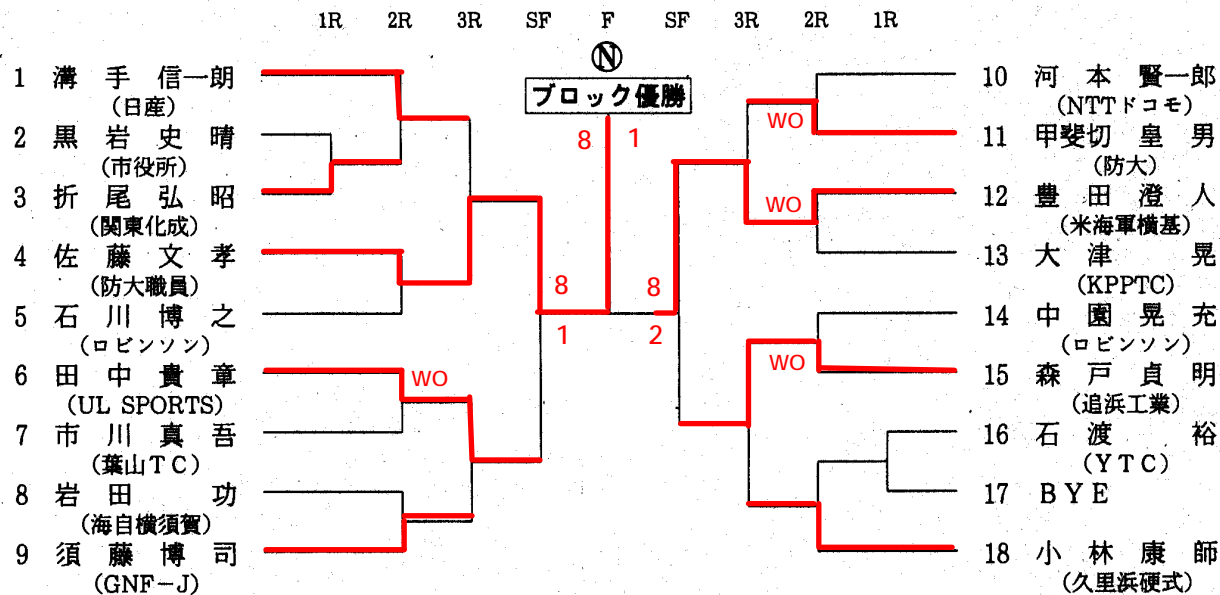 1R 2R 3R SF F SF 3R 2R 1R
Ⓝ
ブロック優勝
8 1
8 8
1 2
1 溝手信一朗
(日産)
2 黒岩史晴
(市役所)
3 折尾弘昭
(関東化成)
4 佐藤文孝
(防大職員)
5 石川博之
(ロビンソン)
6 田中貴章
WO
(UL SPORTS)
7 市川真吾
(葉山TC)
8 岩田功
(海自横須賀)
9 須藤博司
(GNF-J)
10 河本賢一郎
(NTTドコモ)
WO
11 甲斐切皇男
(防大)
12 豊田澄人
WO
(米海軍横基)
13 大津晃
(KPPTC)
14 中園晃充
(ロビンソン)
WO
15 森戸貞明
(追浜工業)
16 石渡裕
(YTC)
17 BYE
18 小林康師
(久里浜硬式)